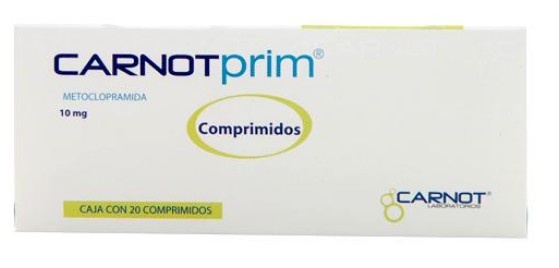 CARNOTprim®
METOCLOPRAMIDA
10 mg
Comprimidos
CAJA CON 20 COMPRIMIDOS
CARNOT®
LABORATORIOS